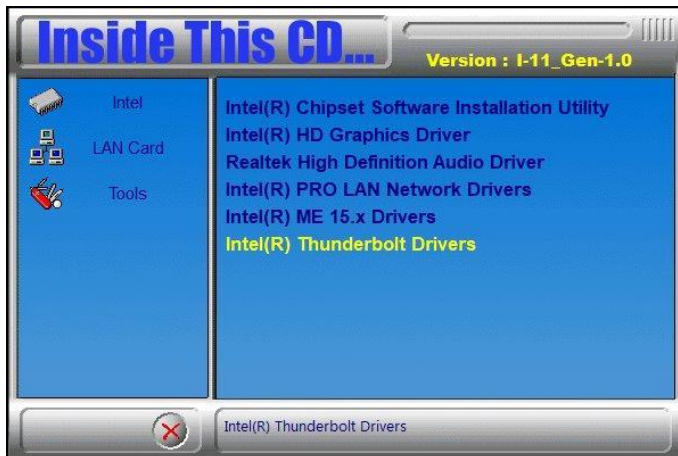 Inside This CD...
Version : I-11_Gen-1.0
Intel
LAN Card
Tools
Intel(R) Chipset Software Installation Utility
Intel(R) HD Graphics Driver
Realtek High Definition Audio Driver
Intel(R) PRO LAN Network Drivers
Intel(R) ME 15.x Drivers
Intel(R) Thunderbolt Drivers
Intel(R) Thunderbolt Drivers